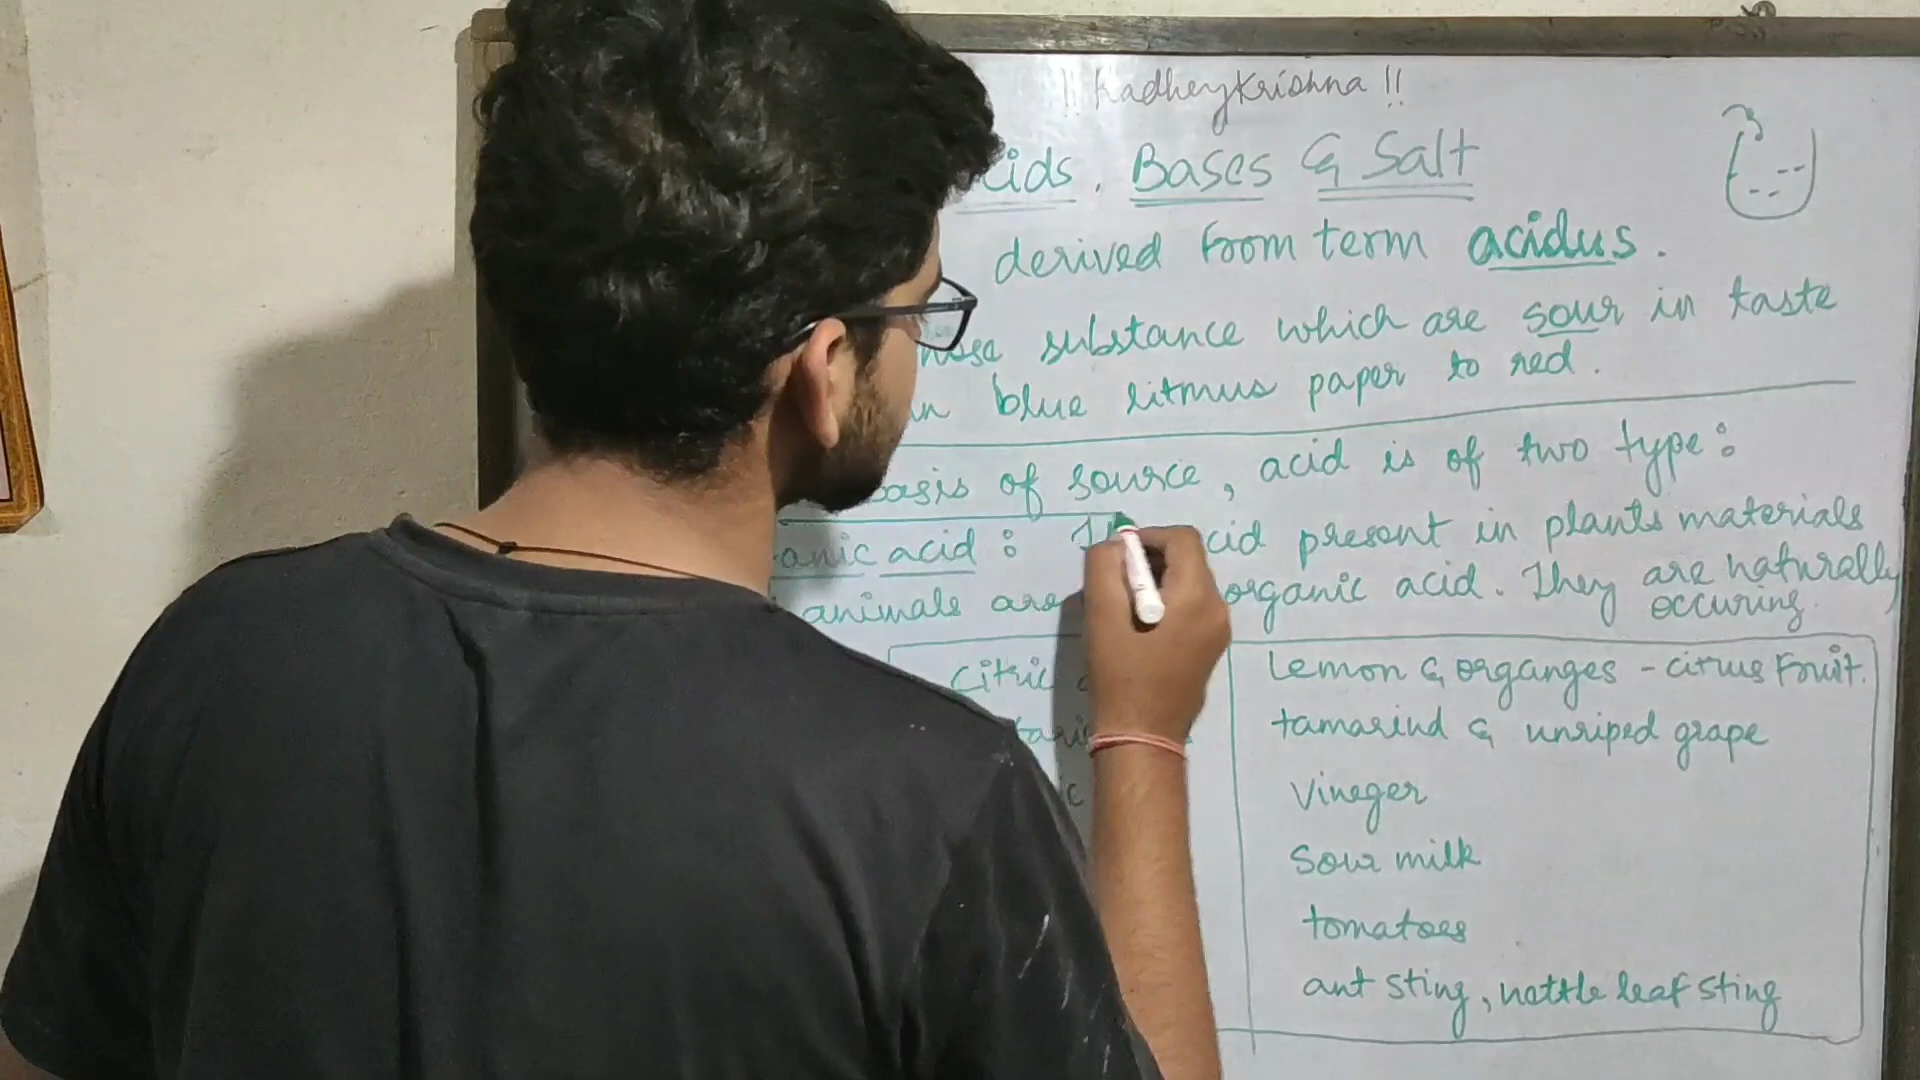 !! RadheyKrishna !!
cids, Bases & Salt
derived from term acidus.
hose substance which are sour in taste
un blue litmus paper to red.
basis of source, acid is of two type:
anic acid : cid present in plants materials
animals are organic acid. They are naturally
occuring.
citric Lemon & organges - citrus Fruit.
tamarind & unriped grape
Vineger
Sour milk
tomatoes
ant sting, nettle leaf sting